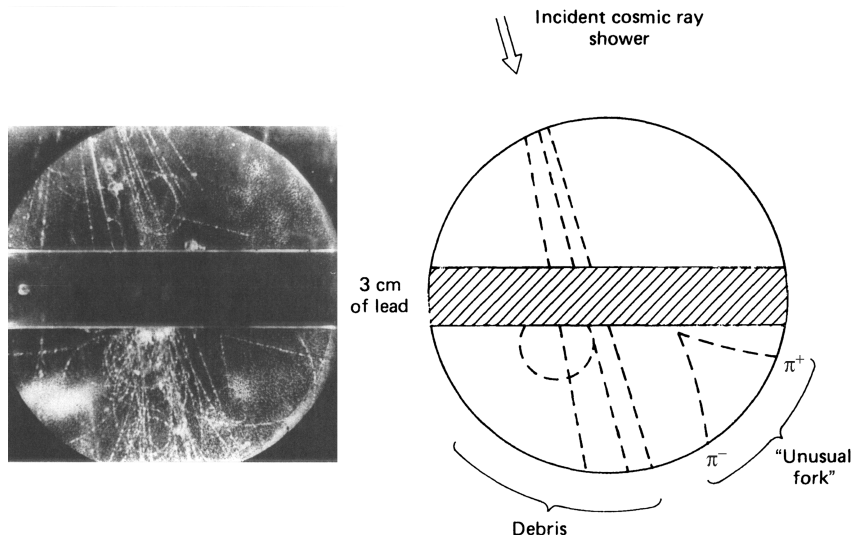 Incident cosmic ray
shower
3 cm
of lead
π⁺
π⁻
"Unusual
fork"
Debris